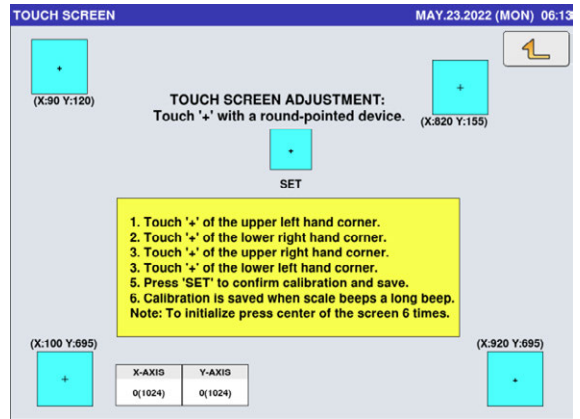 TOUCH SCREEN MAY.23.2022 (MON) 06:13
(X:90 Y:120)
(X:820 Y:155)
TOUCH SCREEN ADJUSTMENT:
Touch '+' with a round-pointed device.
SET
1. Touch '+' of the upper left hand corner.
2. Touch '+' of the lower right hand corner.
3. Touch '+' of the upper right hand corner.
3. Touch '+' of the lower left hand corner.
5. Press 'SET' to confirm calibration and save.
6. Calibration is saved when scale beeps a long beep.
Note: To initialize press center of the screen 6 times.
(X:100 Y:695)
(X:920 Y:695)
X-AXIS Y-AXIS
0(1024) 0(1024)